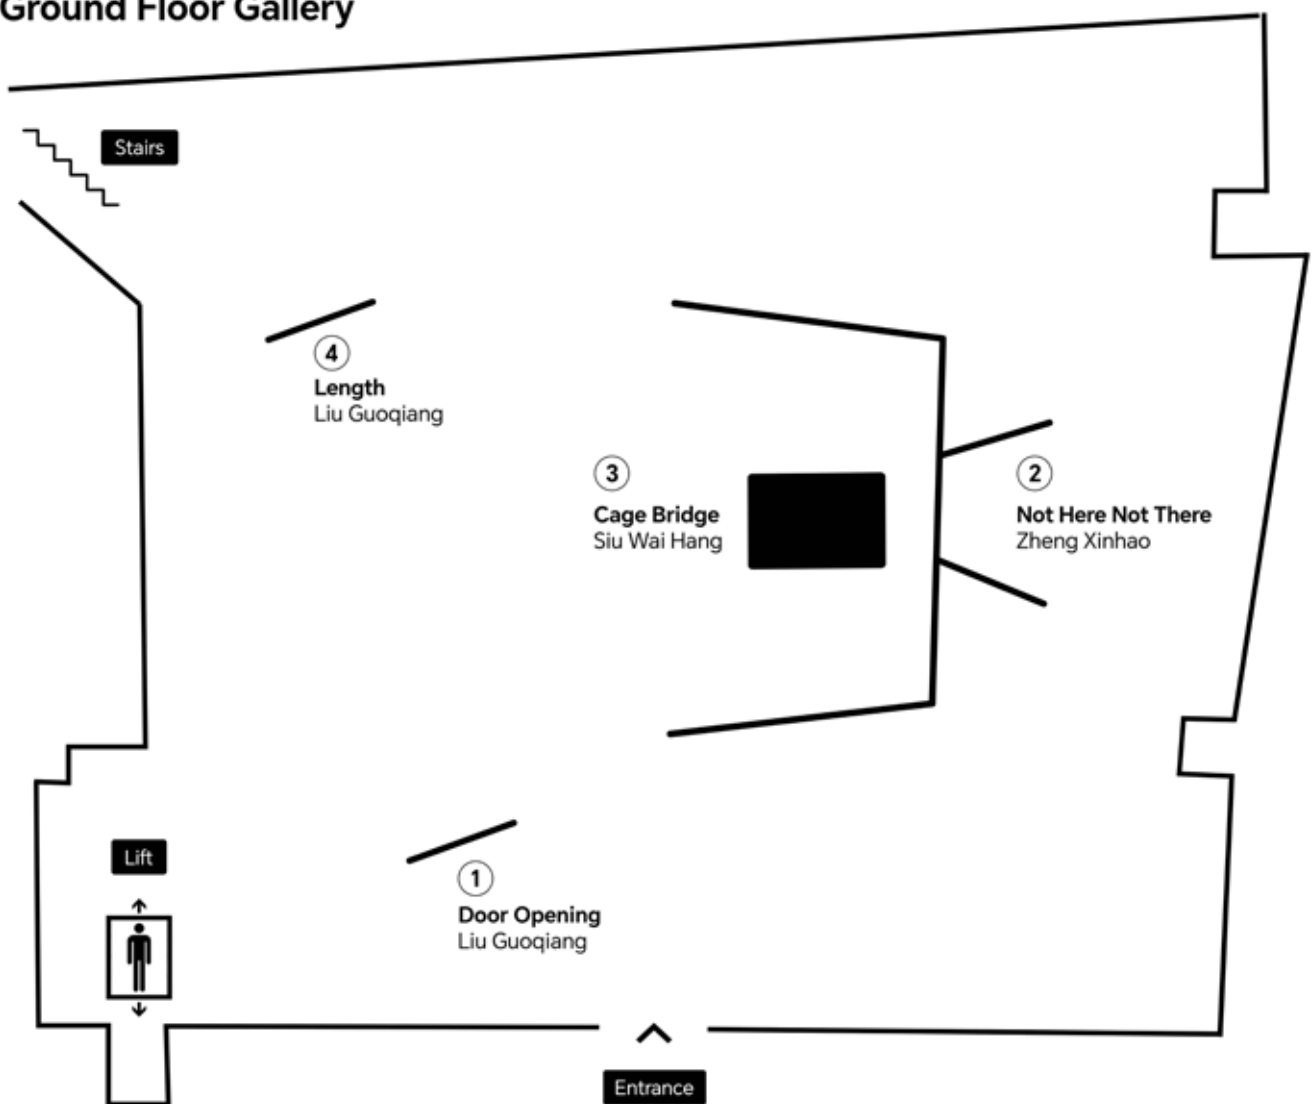 Ground Floor Gallery
Stairs
4
Length
Liu Guoqiang
3
Cage Bridge
Siu Wai Hang
2
Not Here Not There
Zheng Xinhao
Lift
1
Door Opening
Liu Guoqiang
Entrance